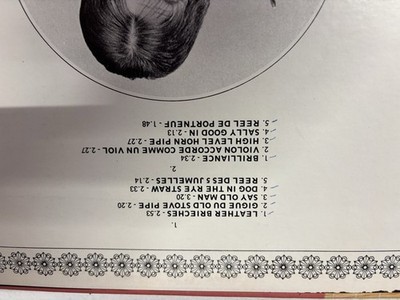 1.
1. LEATHER BRIECHES - 2.53
2. GIGUE DU OLD STOVE PIPE - 2.20
3. SAY OLD MAN - 3.20
4. DOG IN THE RYE STRAW - 2.33
5. REEL DES 5 JUMELLES - 2.14
2.
1. BRILLIANCE - 2.34
2. VIOLON ACCORDE COMME UN VIOL - 2.27
3. HIGH LEVEL HORN PIPE - 2.27
4. SALLY GOOD IN - 2.13
5. REEL DE PORTNEUF - 1.48